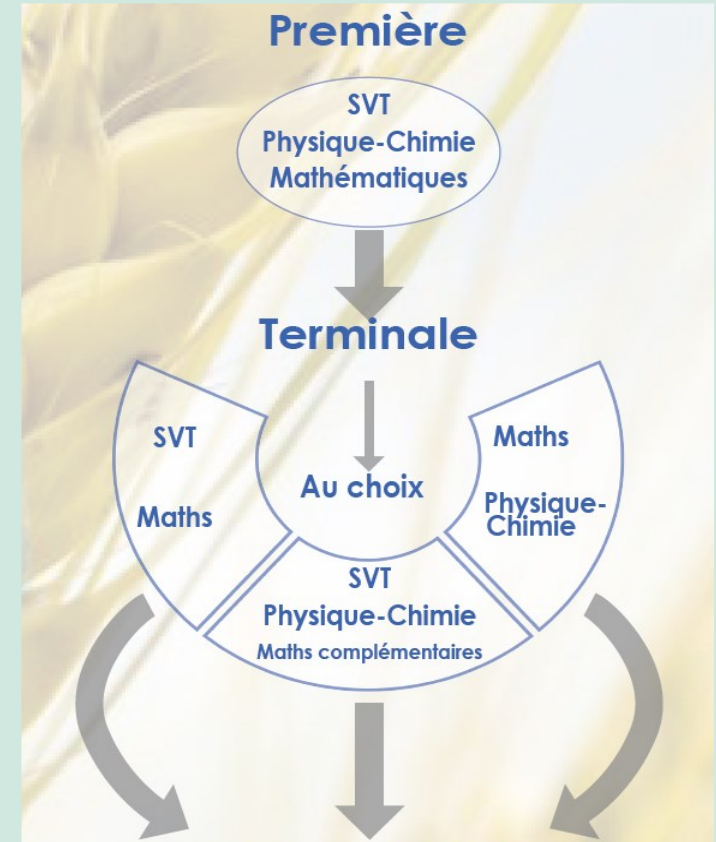 Première
SVT
Physique-Chimie
Mathématiques
Terminale
Au choix
SVT
Maths
SVT
Physique-Chimie
Maths complémentaires
Maths
Physique-
Chimie